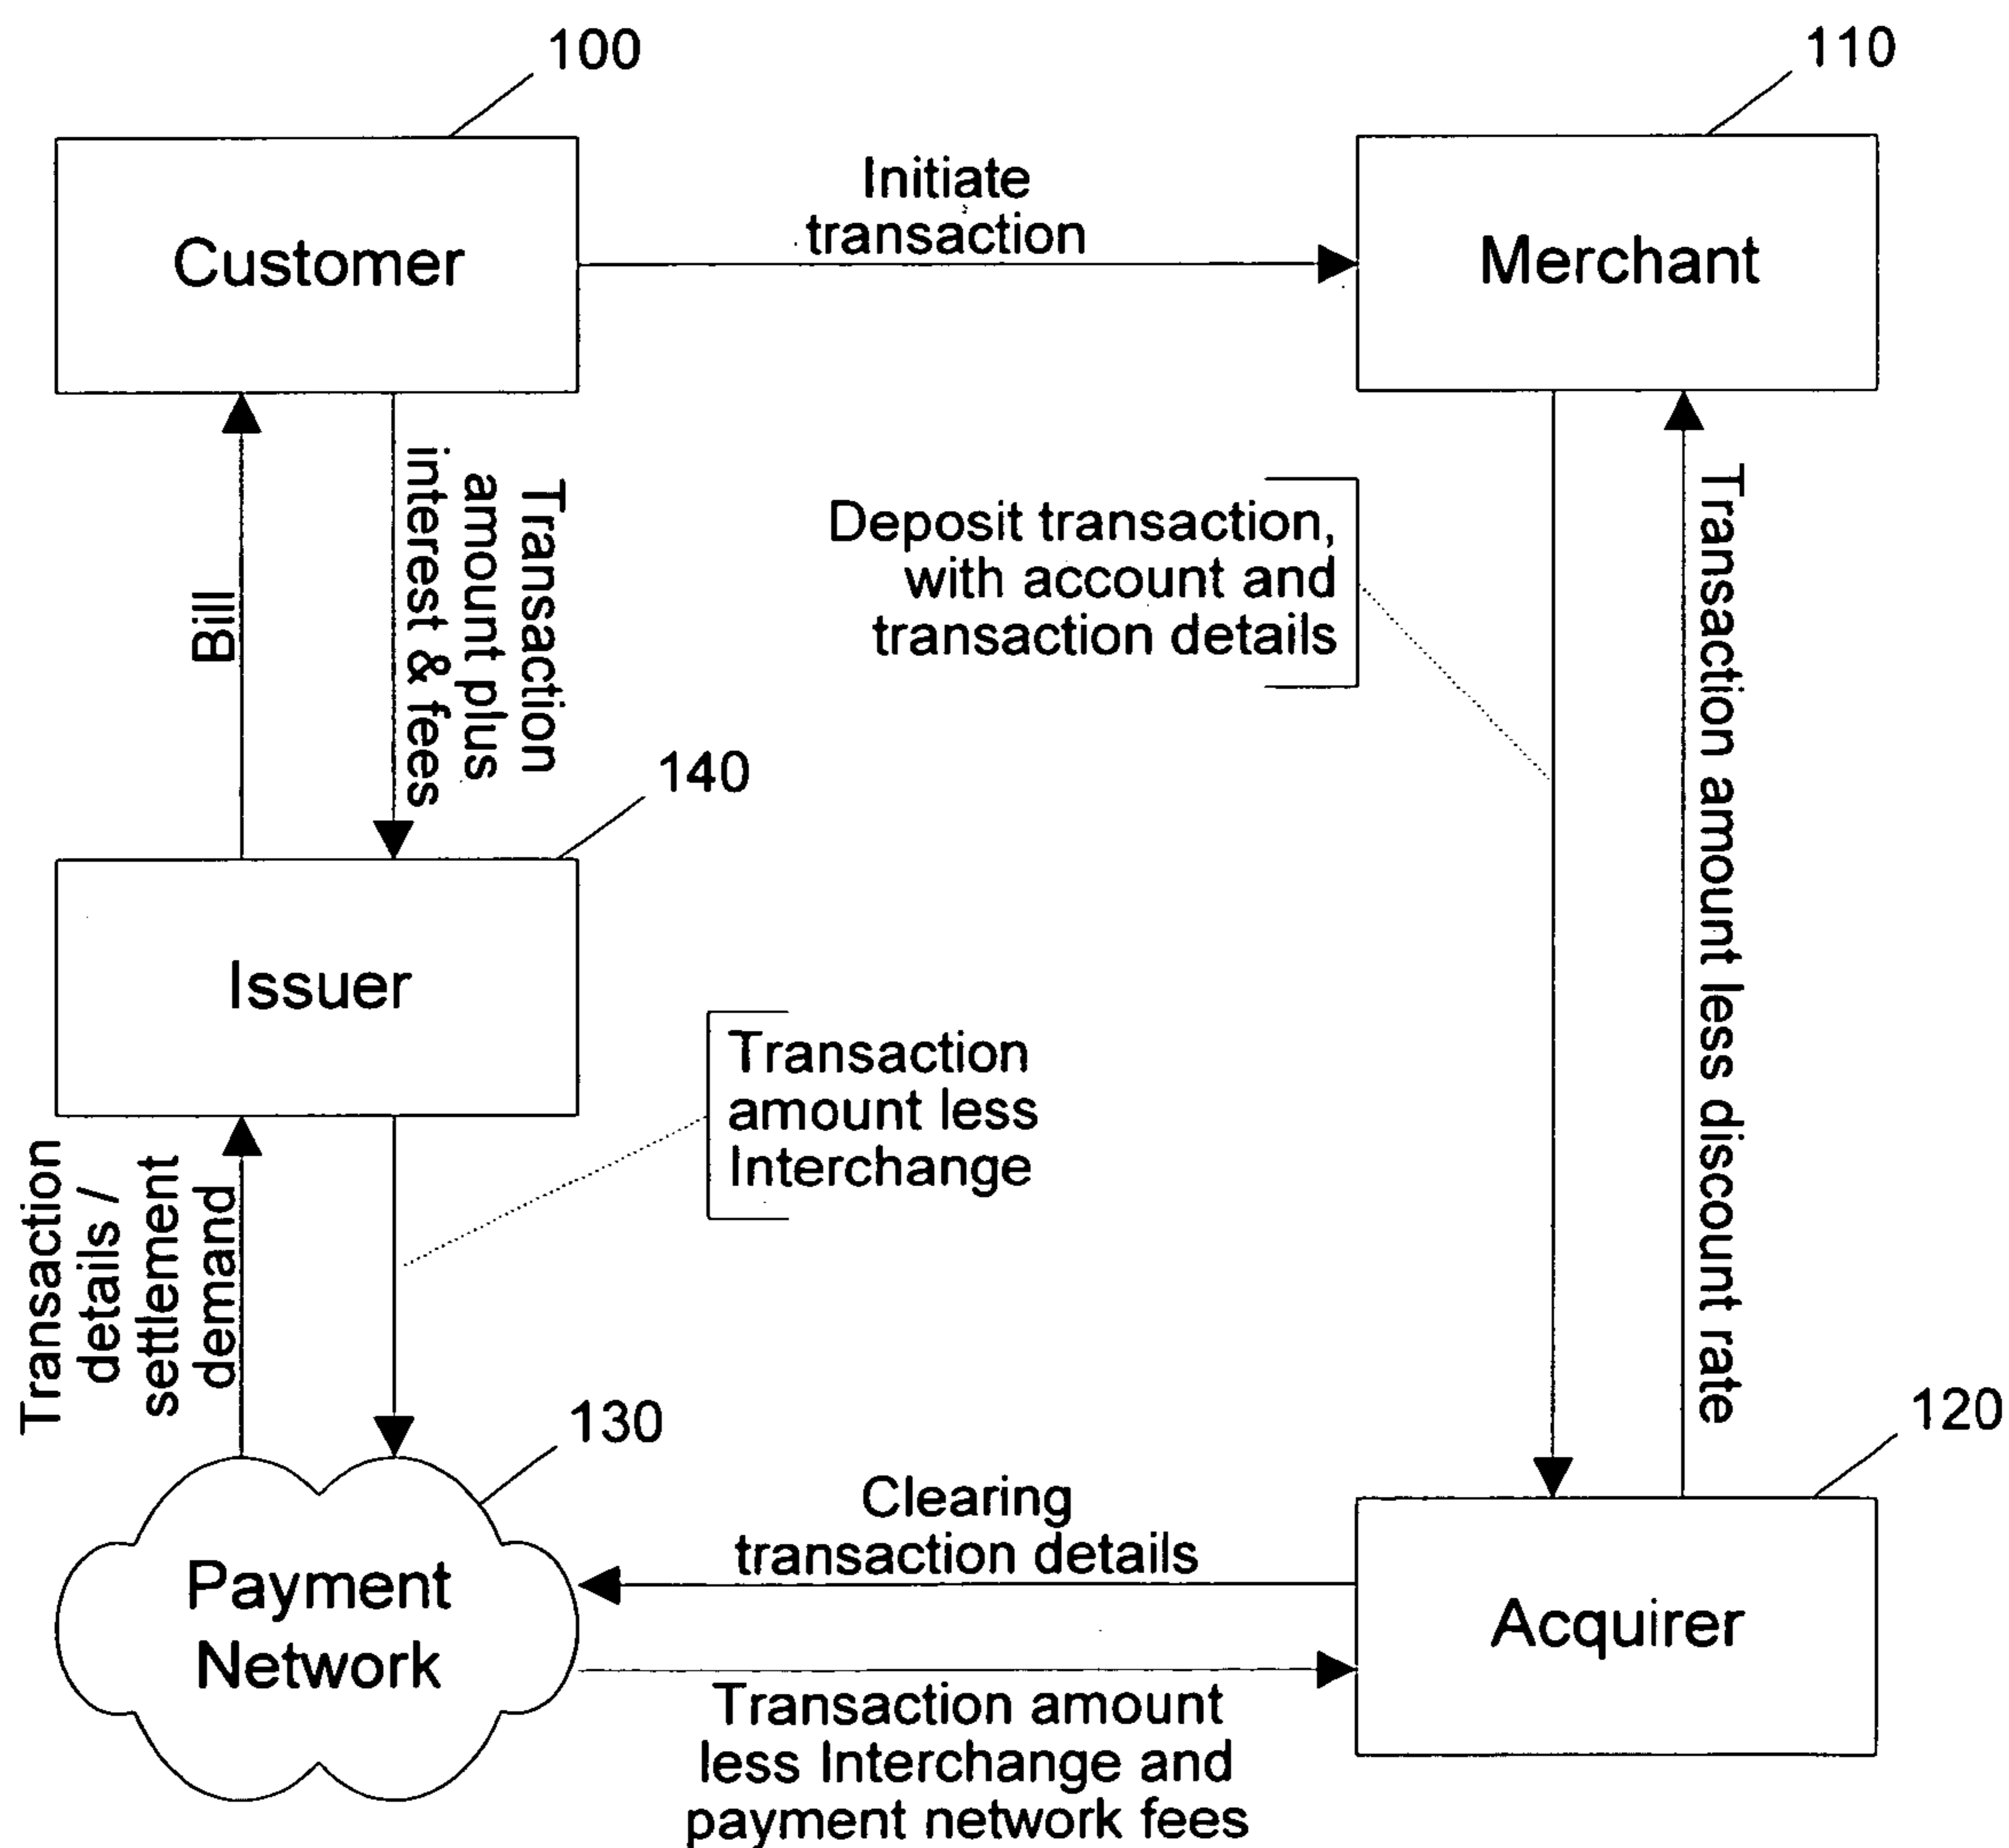 100
110
Initiate
transaction
Customer
Merchant
Bill
Transaction
amount plus
interest & fees
Deposit transaction,
with account and
transaction details
Transaction amount less discount rate
140
Issuer
Transaction
amount less
Interchange
Transaction
details /
settlement
demand
130
120
Clearing
transaction details
Payment
Network
Acquirer
Transaction amount
less Interchange and
payment network fees